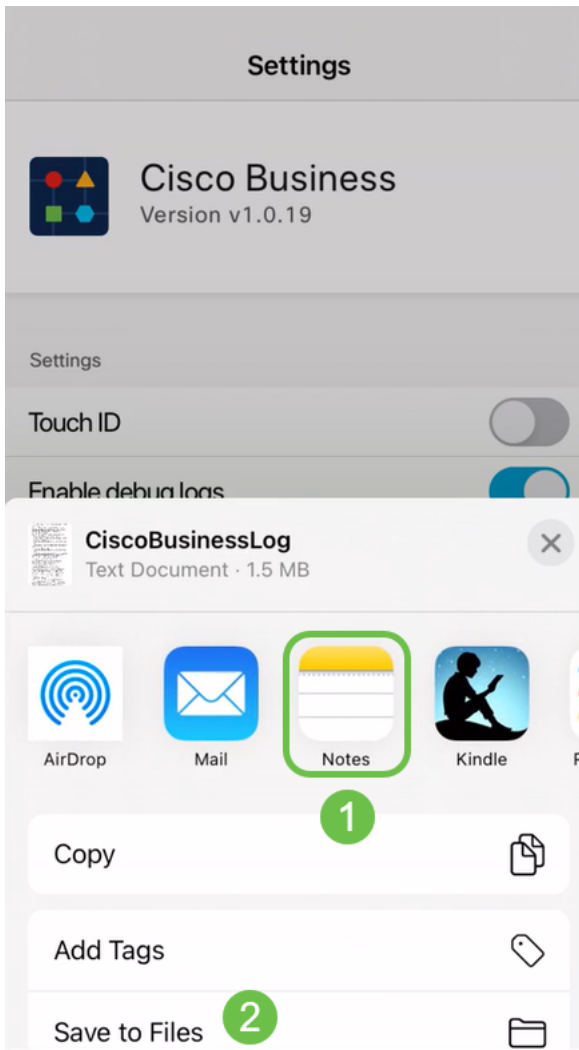 Settings
Cisco Business
Version v1.0.19
Settings
Touch ID
Enable debug logs
CiscoBusinessLog
Text Document · 1.5 MB
AirDrop Mail Notes Kindle
1
Copy
Add Tags
Save to Files 2